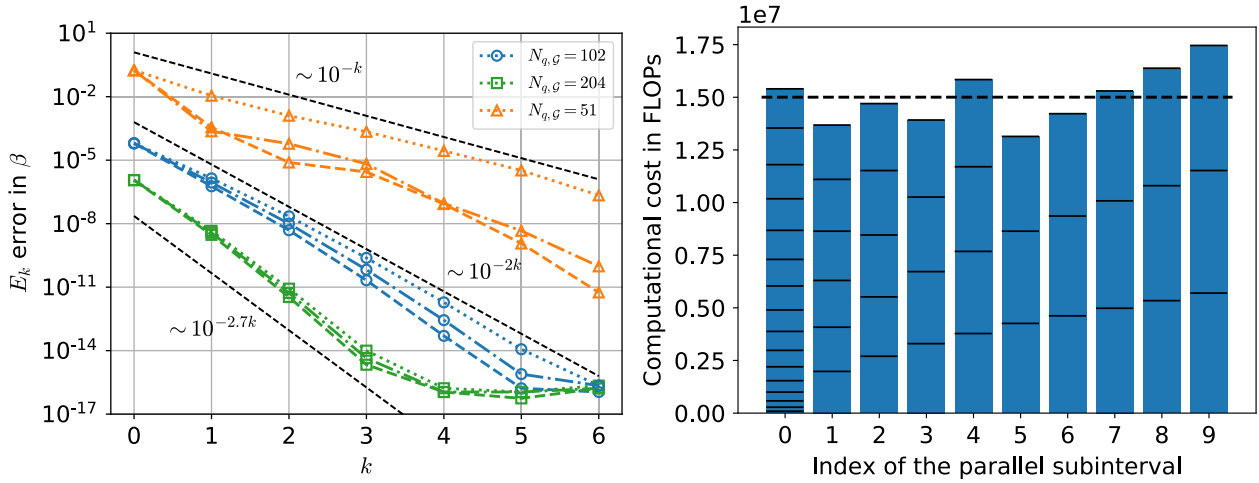 10^1
10^-2
10^-5
10^-8
10^-11
10^-14
10^-17
E_k error in β
0 1 2 3 4 5 6
k
N_q,𝒢 = 102
N_q,𝒢 = 204
N_q,𝒢 = 51
∼ 10^-k
∼ 10^-2k
∼ 10^-2.7k
1e7
1.75
1.50
1.25
1.00
0.75
0.50
0.25
0.00
Computational cost in FLOPs
0 1 2 3 4 5 6 7 8 9
Index of the parallel subinterval